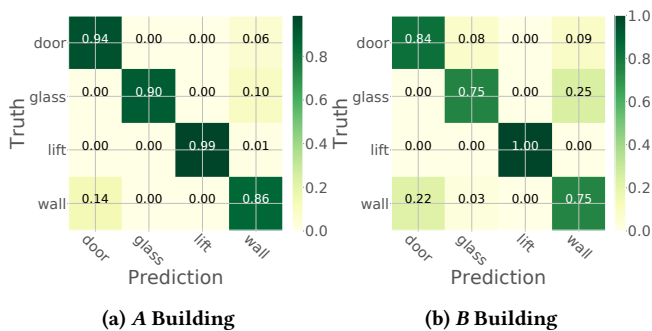 Truth
door 0.94 0.00 0.00 0.06
glass 0.00 0.90 0.00 0.10
lift 0.00 0.00 0.99 0.01
wall 0.14 0.00 0.00 0.86
door glass lift wall
Prediction
0.8
0.6
0.4
0.2
0.0
(a) A Building
Truth
door 0.84 0.08 0.00 0.09
glass 0.00 0.75 0.00 0.25
lift 0.00 0.00 1.00 0.00
wall 0.22 0.03 0.00 0.75
door glass lift wall
Prediction
1.0
0.8
0.6
0.4
0.2
0.0
(b) B Building